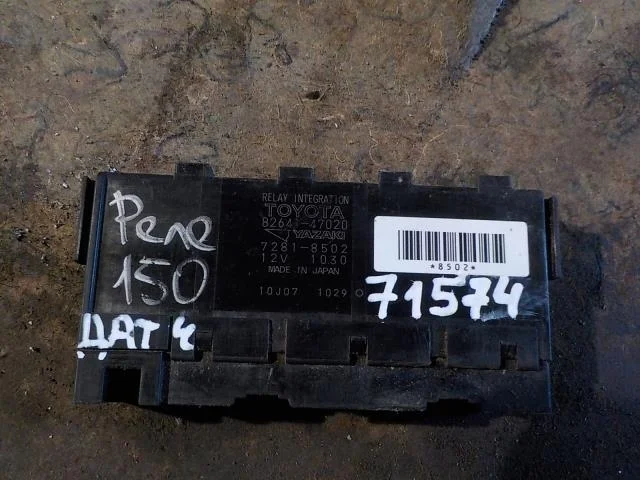 Реле
150
ДАТ 4
RELAY INTEGRATION
TOYOTA
82641-47020
YAZAKI
7281-8502
12V 1030
MADE IN JAPAN
10J07 1029
*8502*
71574